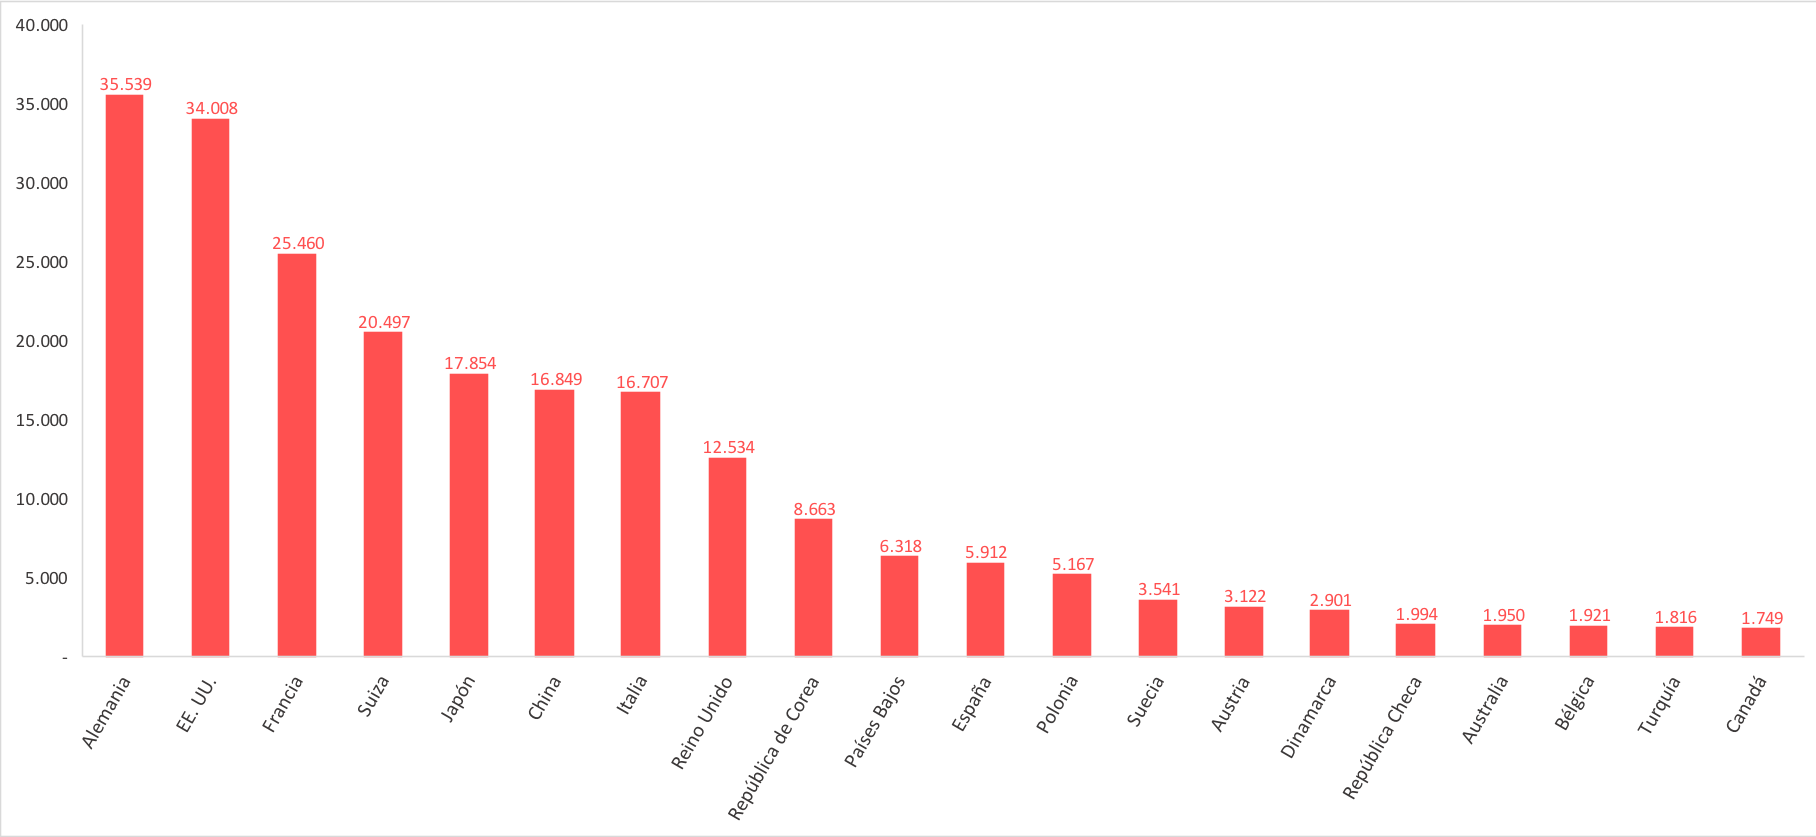 40.000
35.000
30.000
25.000
20.000
15.000
10.000
5.000
-
35.539
34.008
25.460
20.497
17.854
16.849
16.707
12.534
8.663
6.318
5.912
5.167
3.541
3.122
2.901
1.994
1.950
1.921
1.816
1.749
Alemania
EE. UU.
Francia
Suiza
Japón
China
Italia
Reino Unido
República de Corea
Países Bajos
España
Polonia
Suecia
Austria
Dinamarca
República Checa
Australia
Bélgica
Turquía
Canadá